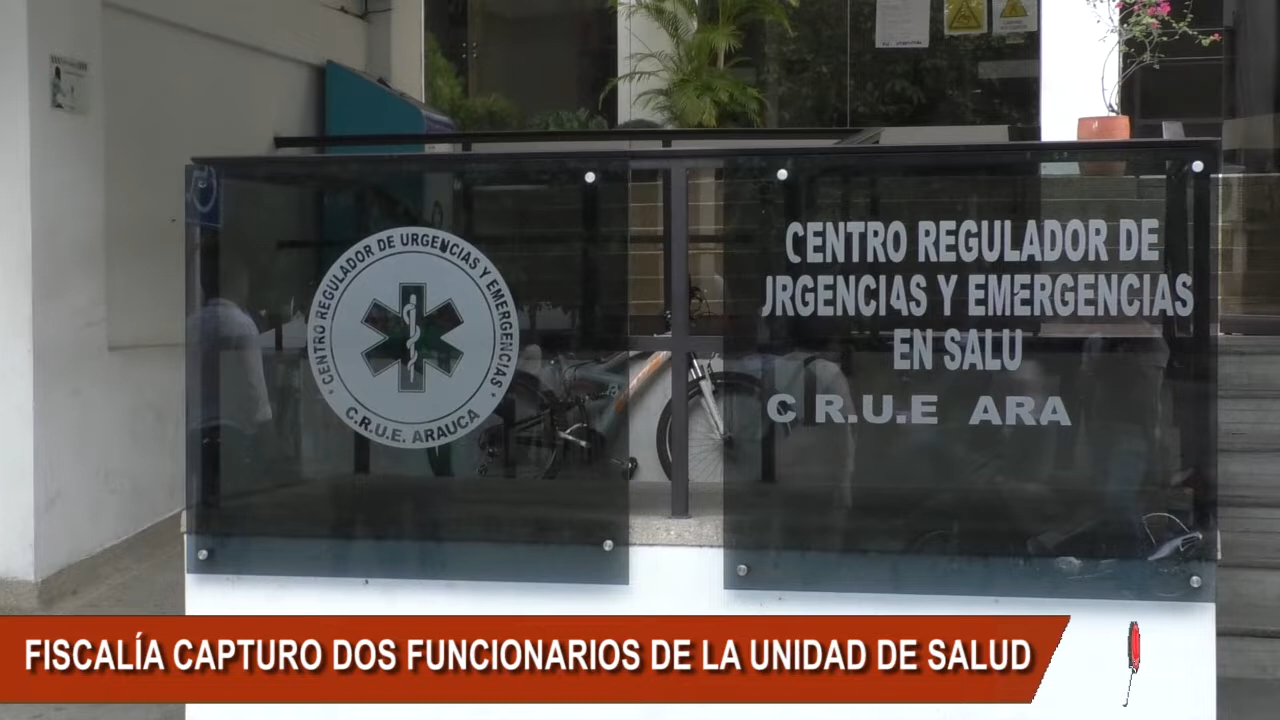 CENTRO REGULADOR DE URGENCIAS Y EMERGENCIAS
C.R.U.E. ARAUCA
CENTRO REGULADOR DE
URGENCIAS Y EMERGENCIAS
EN SALU
C R.U.E ARA
FISCALÍA CAPTURO DOS FUNCIONARIOS DE LA UNIDAD DE SALUD